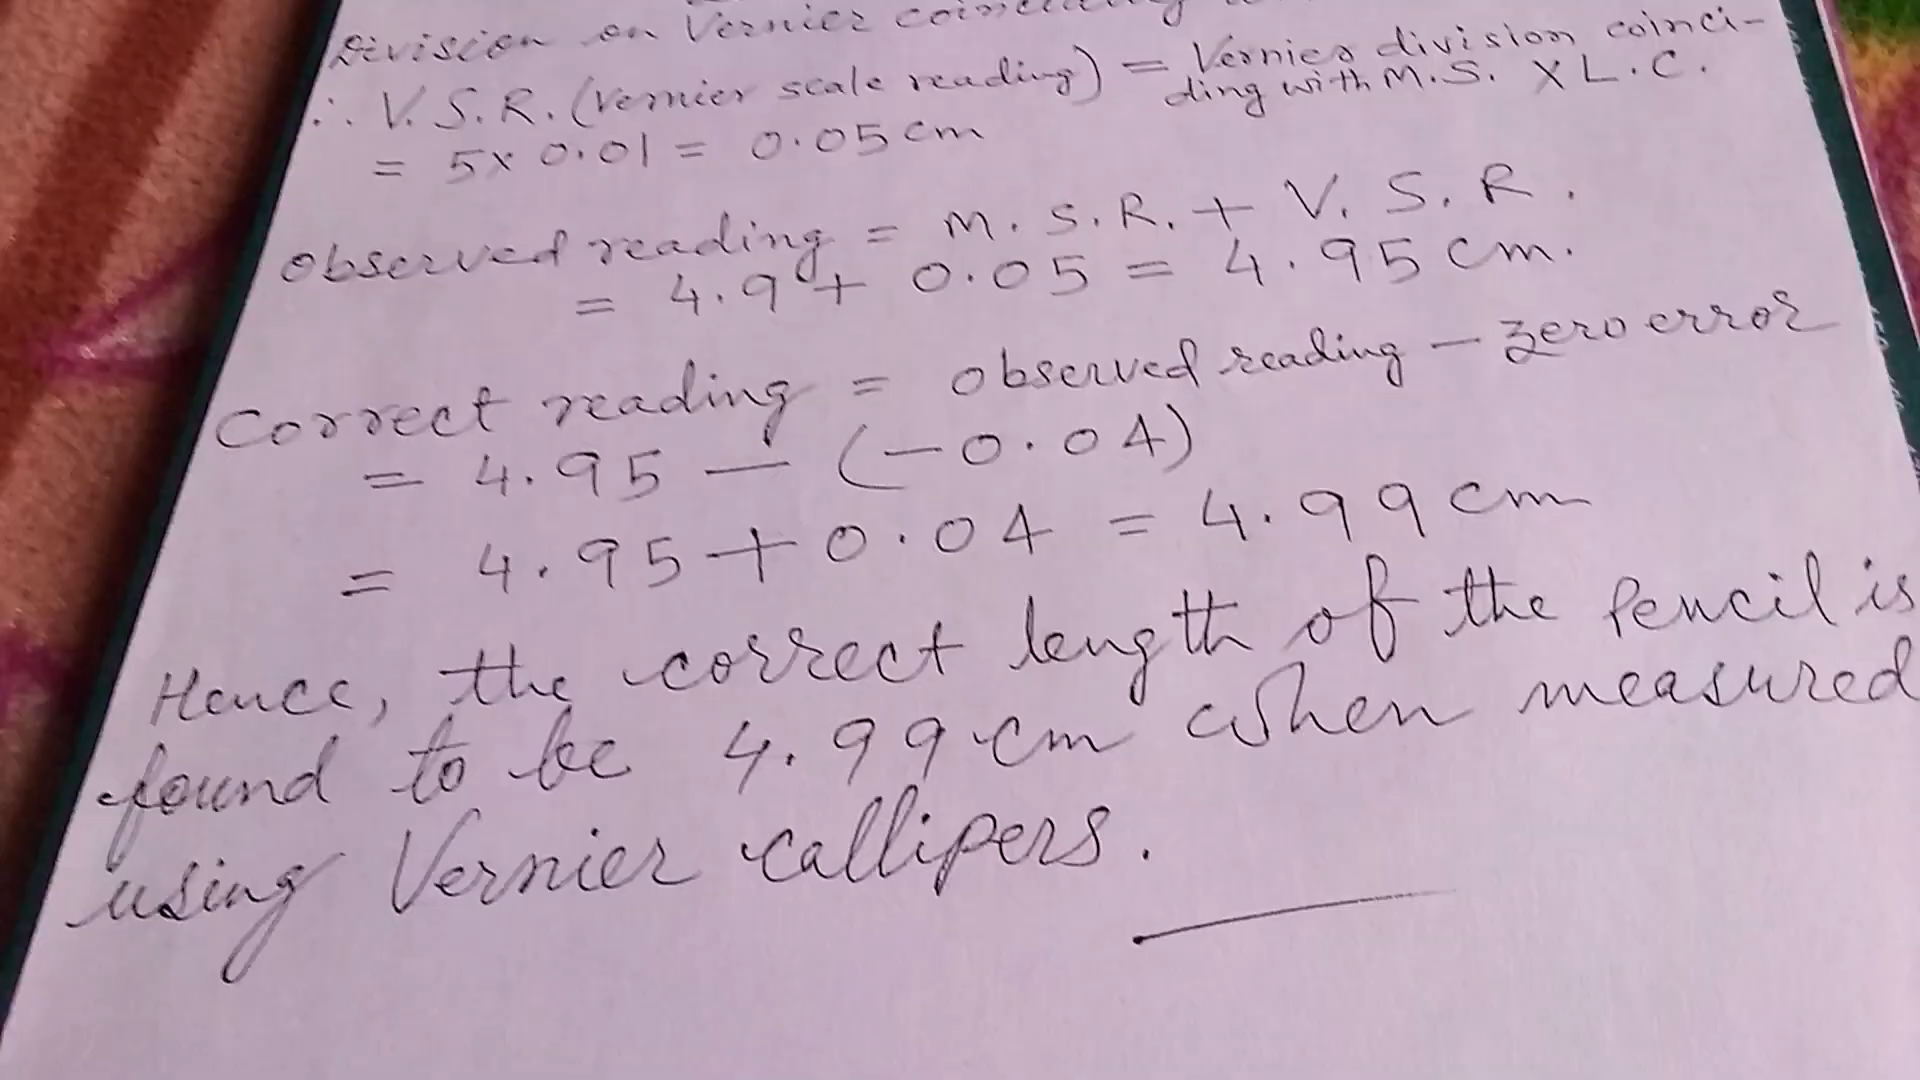 Division on Vernier coinciding
∴ V.S.R. (Vernier scale reading) = Vernier division coinci-
ding with M.S. X L.C.
= 5 x 0.01 = 0.05 cm
Observed reading = M.S.R. + V.S.R.
= 4.9 + 0.05 = 4.95 cm.
Correct reading = observed reading - zero error
= 4.95 - (-0.04)
= 4.95 + 0.04 = 4.99 cm
Hence, the correct length of the pencil is
found to be 4.99 cm when measured
using Vernier callipers.